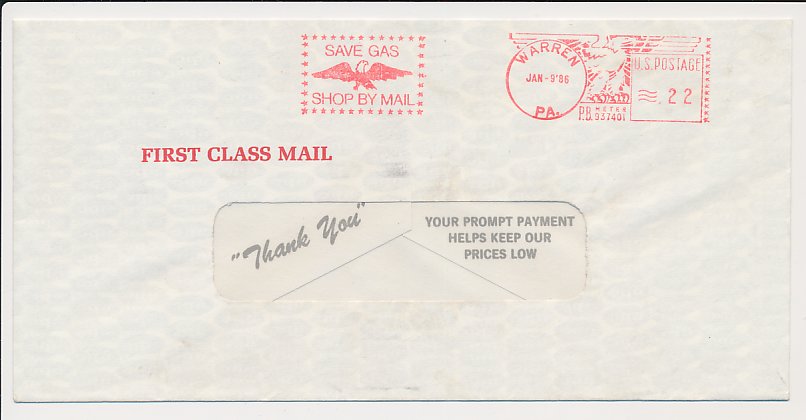 SAVE GAS
SHOP BY MAIL
WARREN
JAN-9'86
PA.
U.S. POSTAGE
.22
P.B. METER
P.B. 937401
FIRST CLASS MAIL
"Thank You"
YOUR PROMPT PAYMENT
HELPS KEEP OUR
PRICES LOW